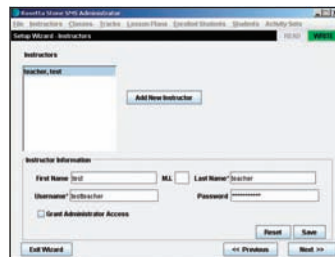 Rosetta Stone SMS Administrator
File Instructors Classes Tracks Lesson Plans Enrolled Students Students Activity Sets
Setup Wizard - Instructors READ WRITE
Instructors
teacher, test
Add New Instructor
Instructor Information
First Name test M.I. Last Name* teacher
Username* testteacher Password ***********
Grant Administrator Access
Reset Save
Exit Wizard << Previous Next >>